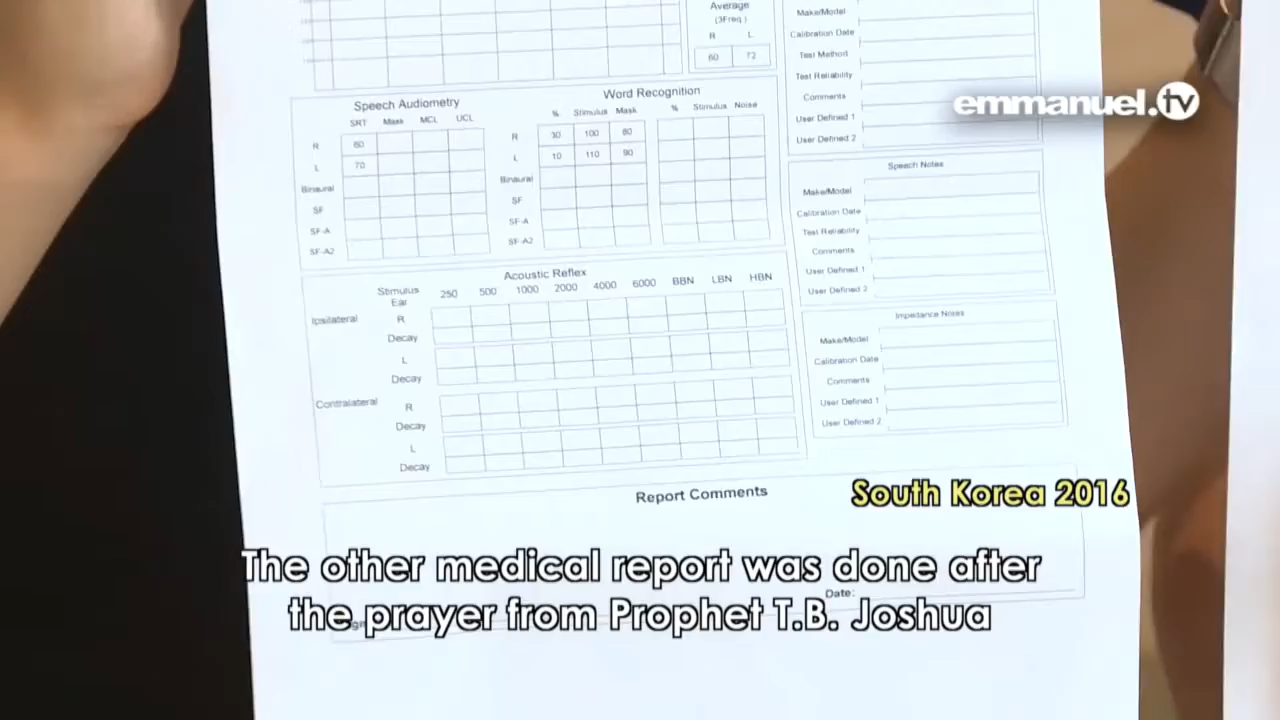 Average
(3Freq.)
R L
60 72
Make/Model
Calibration Date
Test Method
Test Reliability
Comments
User Defined 1
User Defined 2
emmanuel.tv
Speech Audiometry
SRT Mask MCL UCL
R 60
L 70
Binaural
SF
SF-A
SF-A2
Word Recognition
% Stimulus Mask % Stimulus Noise
R 30 100 80
L 10 110 90
Binaural
SF
SF-A
SF-A2
Speech Notes
Make/Model
Calibration Date
Test Reliability
Comments
User Defined 1
User Defined 2
Acoustic Reflex
Stimulus Ear 250 500 1000 2000 4000 6000 BBN LBN HBN
Ipsilateral R
Decay
L
Decay
Contralateral R
Decay
L
Decay
Impedance Notes
Make/Model
Calibration Date
Comments
User Defined 1
User Defined 2
Report Comments
South Korea 2016
The other medical report was done after
Date:
the prayer from Prophet T.B. Joshua